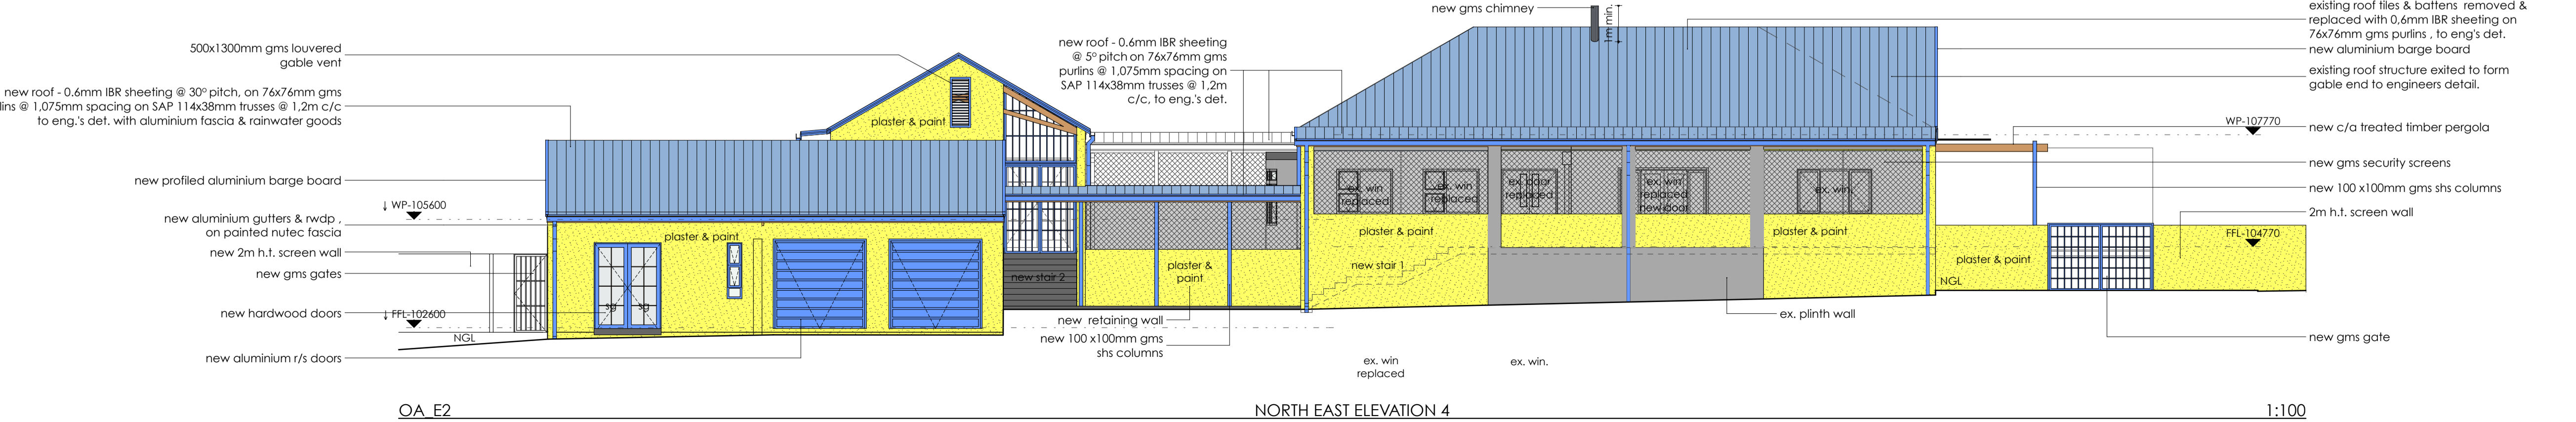 new gms chimney
1m min.
existing roof tiles & battens removed &
replaced with 0,6mm IBR sheeting on
76x76mm gms purlins , to eng's det.
new aluminium barge board
existing roof structure exited to form
gable end to engineers detail.
WP-107770
new c/a treated timber pergola
new gms security screens
new 100 x100mm gms shs columns
2m h.t. screen wall
FFL-104770
new gms gate
500x1300mm gms louvered
gable vent
new roof - 0.6mm IBR sheeting @ 30° pitch, on 76x76mm gms
lins @ 1,075mm spacing on SAP 114x38mm trusses @ 1,2m c/c
to eng.'s det. with aluminium fascia & rainwater goods
new profiled aluminium barge board
↓ WP-105600
new aluminium gutters & rwdp ,
on painted nutec fascia
new 2m h.t. screen wall
new gms gates
new hardwood doors
↓ FFL-102600
NGL
new aluminium r/s doors
new roof - 0.6mm IBR sheeting
@ 5° pitch on 76x76mm gms
purlins @ 1,075mm spacing on
SAP 114x38mm trusses @ 1,2m
c/c, to eng.'s det.
plaster & paint
plaster & paint
sg
sg
new stair 2
plaster &
paint
new retaining wall
new 100 x100mm gms
shs columns
ex. win
replaced
ex. win
replaced
ex. door
replaced
ex. win
replaced
new door
ex. win.
plaster & paint
new stair 1
plaster & paint
plaster & paint
NGL
ex. plinth wall
ex. win
replaced
ex. win.
OA_E2
NORTH EAST ELEVATION 4
1:100